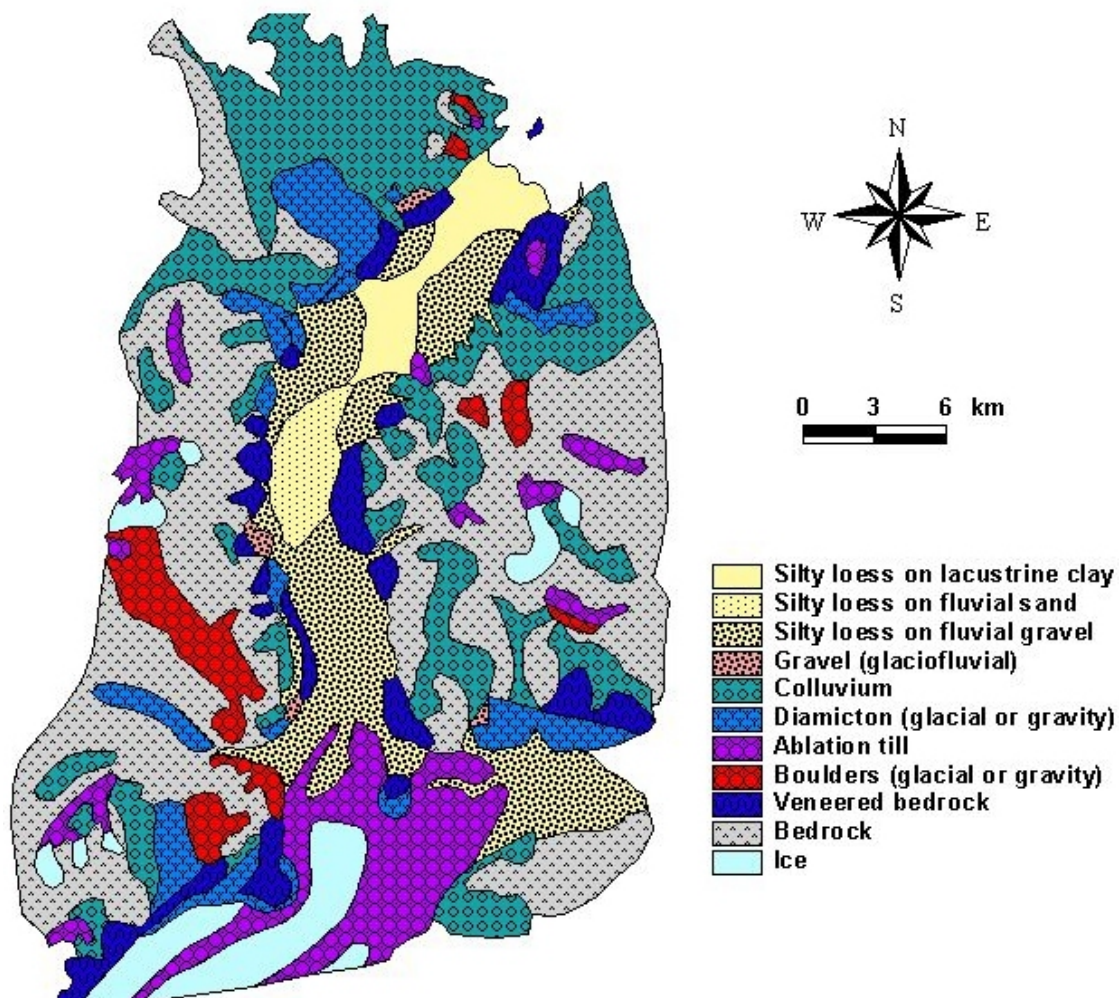 N
W E
S
0 3 6 km
Silty loess on lacustrine clay
Silty loess on fluvial sand
Silty loess on fluvial gravel
Gravel (glaciofluvial)
Colluvium
Diamicton (glacial or gravity)
Ablation till
Boulders (glacial or gravity)
Veneered bedrock
Bedrock
Ice